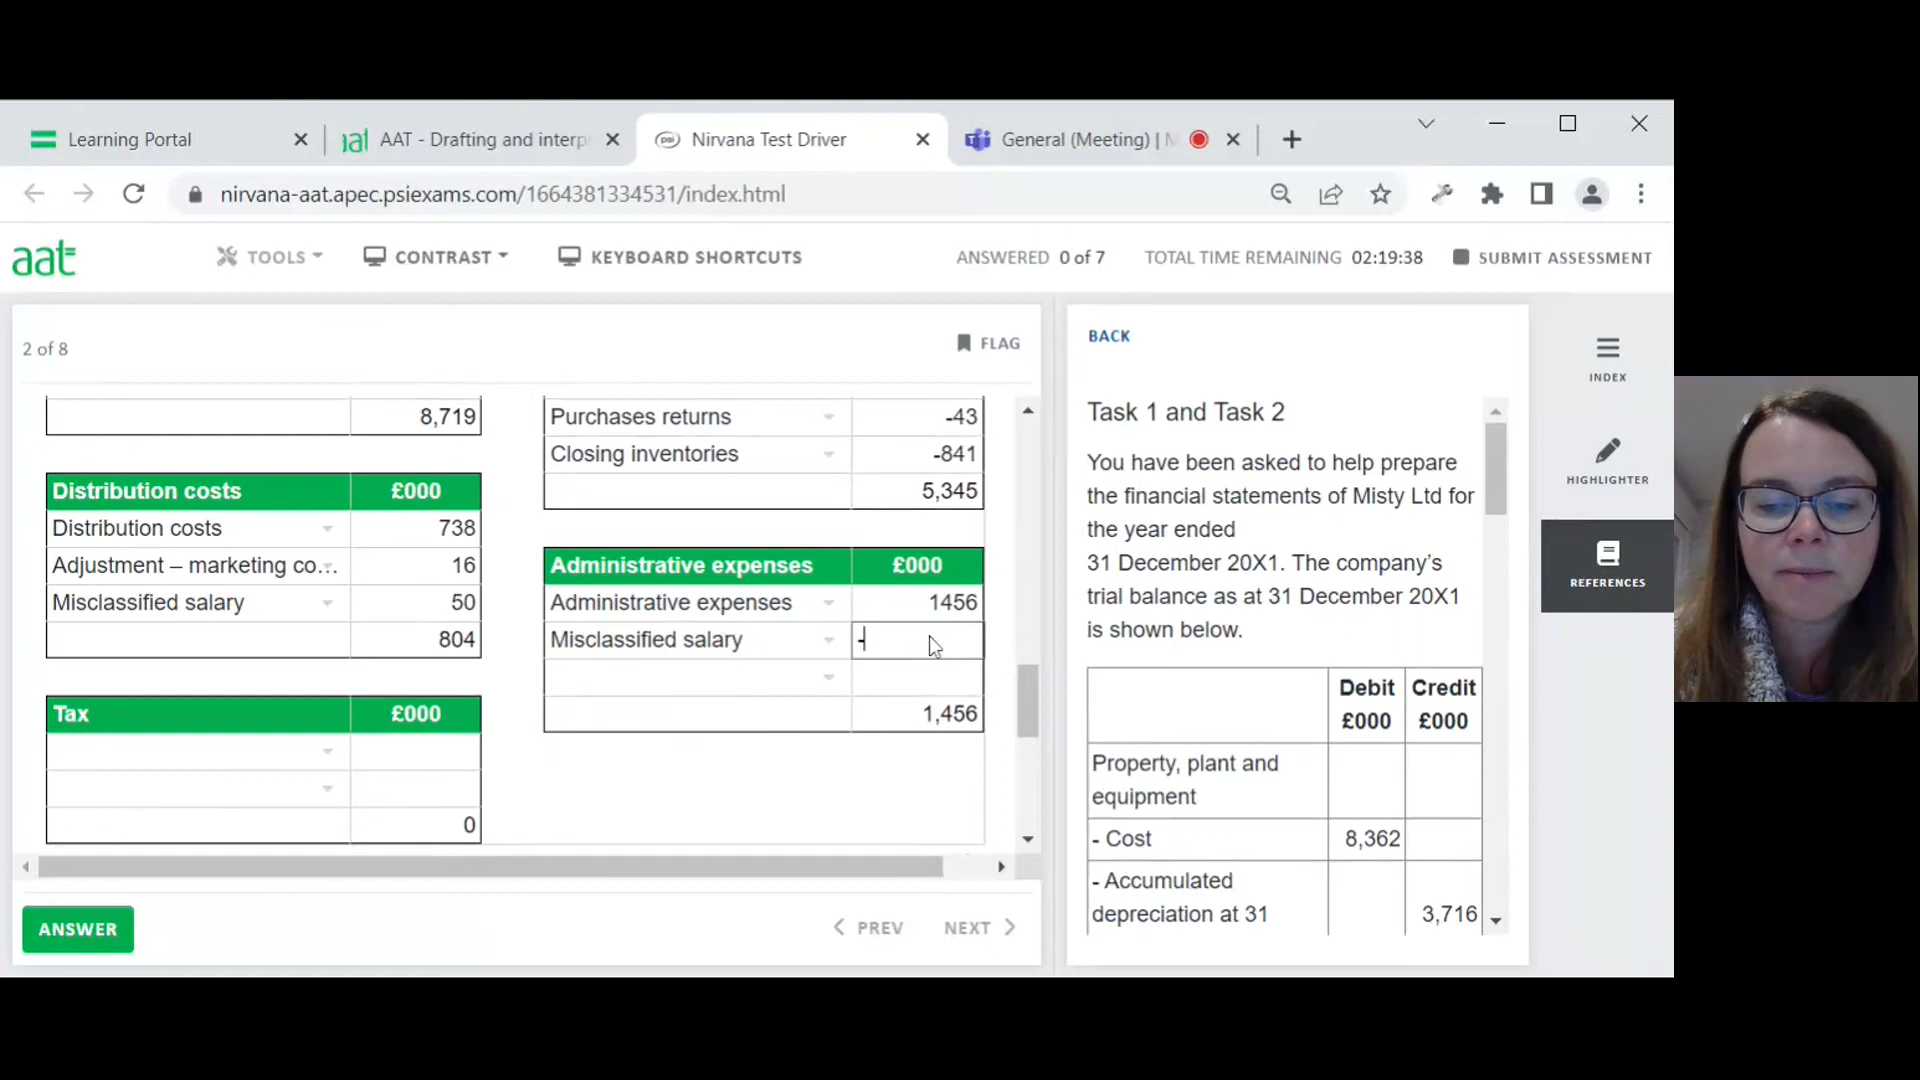 Learning Portal
AAT - Drafting and interp
Nirvana Test Driver
General (Meeting) |
nirvana-aat.apec.psiexams.com/1664381334531/index.html
aat
TOOLS
CONTRAST
KEYBOARD SHORTCUTS
ANSWERED 0 of 7
TOTAL TIME REMAINING 02:19:38
SUBMIT ASSESSMENT
2 of 8
FLAG
8,719
Distribution costs £000
Distribution costs 738
Adjustment – marketing co... 16
Misclassified salary 50
804
Tax £000
0
Purchases returns -43
Closing inventories -841
5,345
Administrative expenses £000
Administrative expenses 1456
Misclassified salary -
1,456
ANSWER
PREV
NEXT
BACK
Task 1 and Task 2
You have been asked to help prepare
the financial statements of Misty Ltd for
the year ended
31 December 20X1. The company's
trial balance as at 31 December 20X1
is shown below.
Debit Credit
£000 £000
Property, plant and
equipment
- Cost 8,362
- Accumulated
depreciation at 31 3,716
INDEX
HIGHLIGHTER
REFERENCES